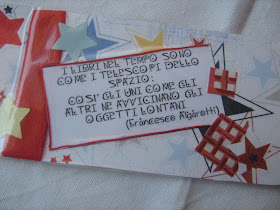 I LIBRI NEL TEMPO SONO
COME I TELESCOPI DELLO
SPAZIO:
COSI' GLI UNI COME GLI
ALTRI NE AVVICINANO GLI
OGGETTI LONTANI
(Francesco Algarotti)